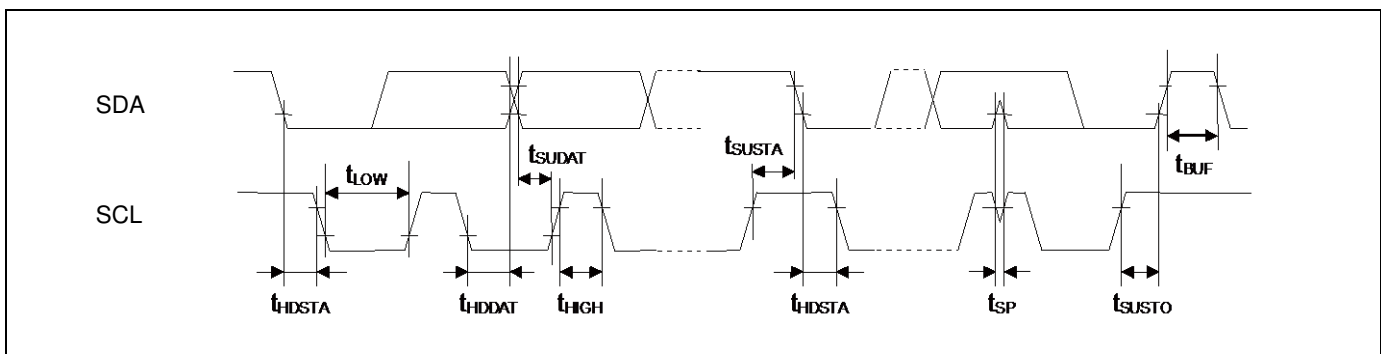 SDA
tSUDAT
tSUSTA
tBUF
tLOW
SCL
tHDSTA
tHDDAT
tHIGH
tHDSTA
tSP
tSUSTO